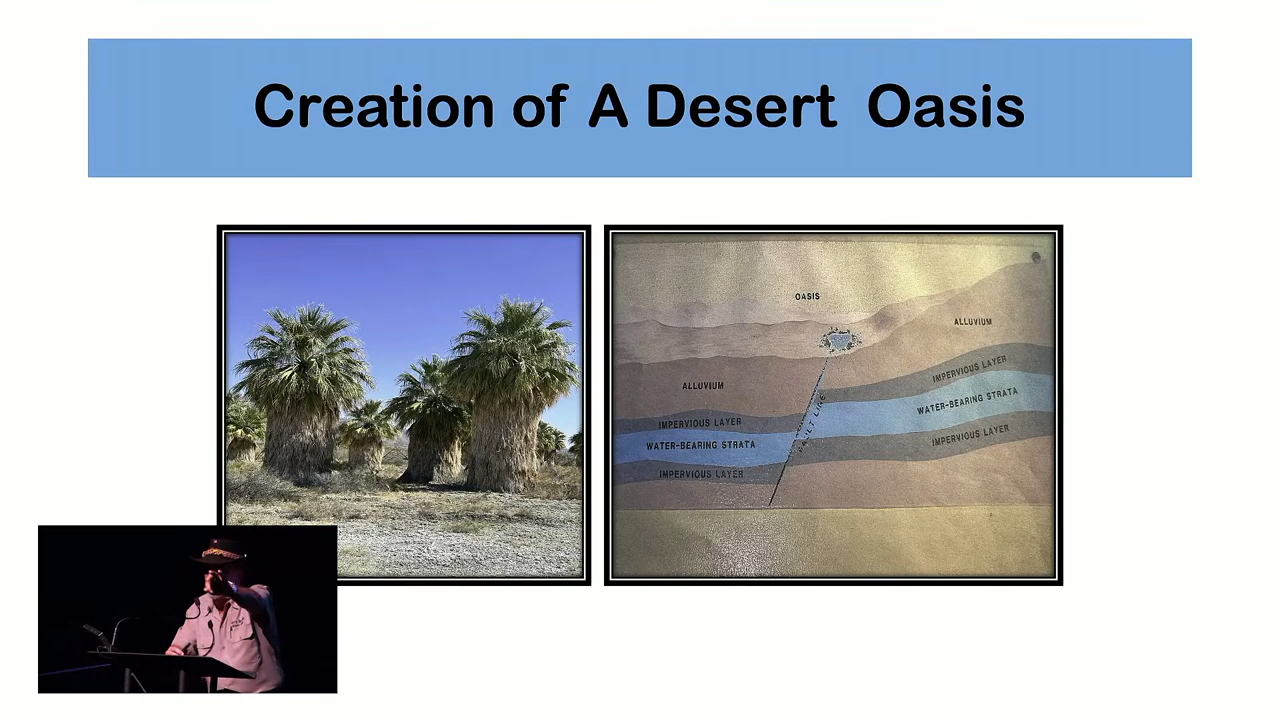 Creation of A Desert Oasis
OASIS
ALLUVIUM
ALLUVIUM
IMPERVIOUS LAYER
WATER-BEARING STRATA
IMPERVIOUS LAYER
FAULT LINE
IMPERVIOUS LAYER
WATER-BEARING STRATA
IMPERVIOUS LAYER